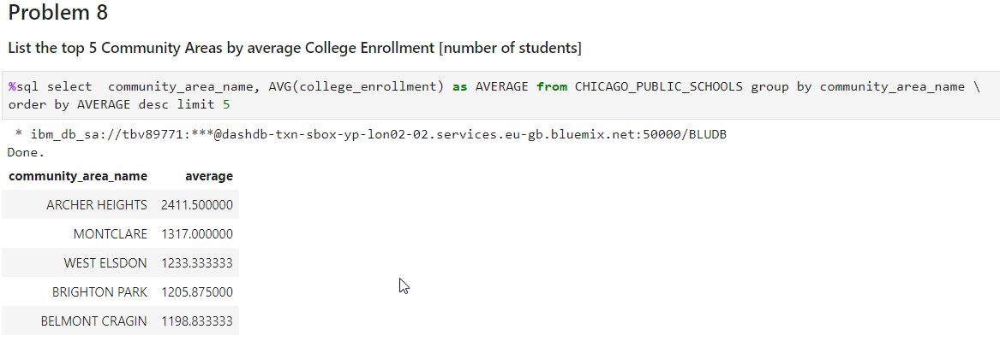 Problem 8
List the top 5 Community Areas by average College Enrollment [number of students]
%sql select  community_area_name, AVG(college_enrollment) as AVERAGE from CHICAGO_PUBLIC_SCHOOLS group by community_area_name \
order by AVERAGE desc limit 5
* ibm_db_sa://tbv89771:***@dashdb-txn-sbox-yp-lon02-02.services.eu-gb.bluemix.net:50000/BLUDB
Done.
community_area_name average
ARCHER HEIGHTS 2411.500000
MONTCLARE 1317.000000
WEST ELSDON 1233.333333
BRIGHTON PARK 1205.875000
BELMONT CRAGIN 1198.833333